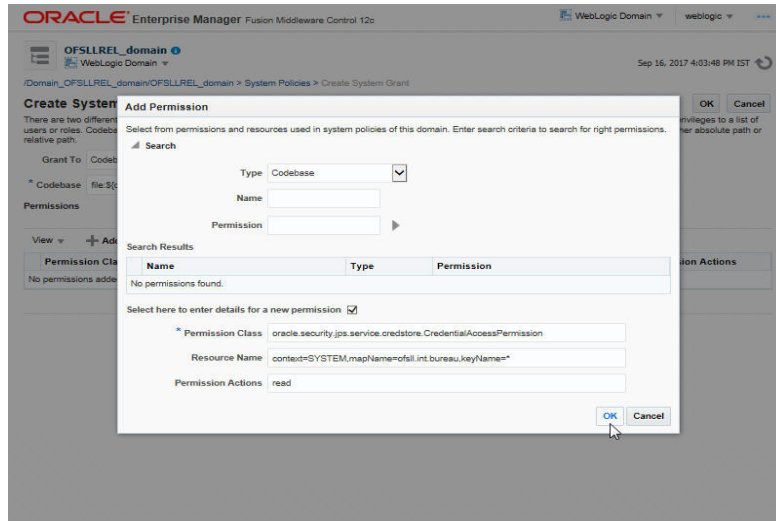 ORACLE Enterprise Manager Fusion Middleware Control 12c
WebLogic Domain weblogic
OFSLLREL_domain
WebLogic Domain
Sep 16, 2017 4:03:48 PM IST
/Domain_OFSLLREL_domain/OFSLLREL_domain > System Policies > Create System Grant
Create System
OK Cancel
There are two different
users or roles. Codeba
relative path.
privileges to a list of
absolute path or
Grant To Codeb
* Codebase file:${
Permissions
View Add
Permission Cla
ion Actions
No permissions adde
Add Permission
Select from permissions and resources used in system policies of this domain. Enter search criteria to search for right permissions.
Search
Type Codebase
Name
Permission
Search Results
Name Type Permission
No permissions found.
Select here to enter details for a new permission
* Permission Class oracle.security.jps.service.credstore.CredentialAccessPermission
Resource Name context=SYSTEM,mapName=ofsll.int.bureau,keyName=*
Permission Actions read
OK Cancel